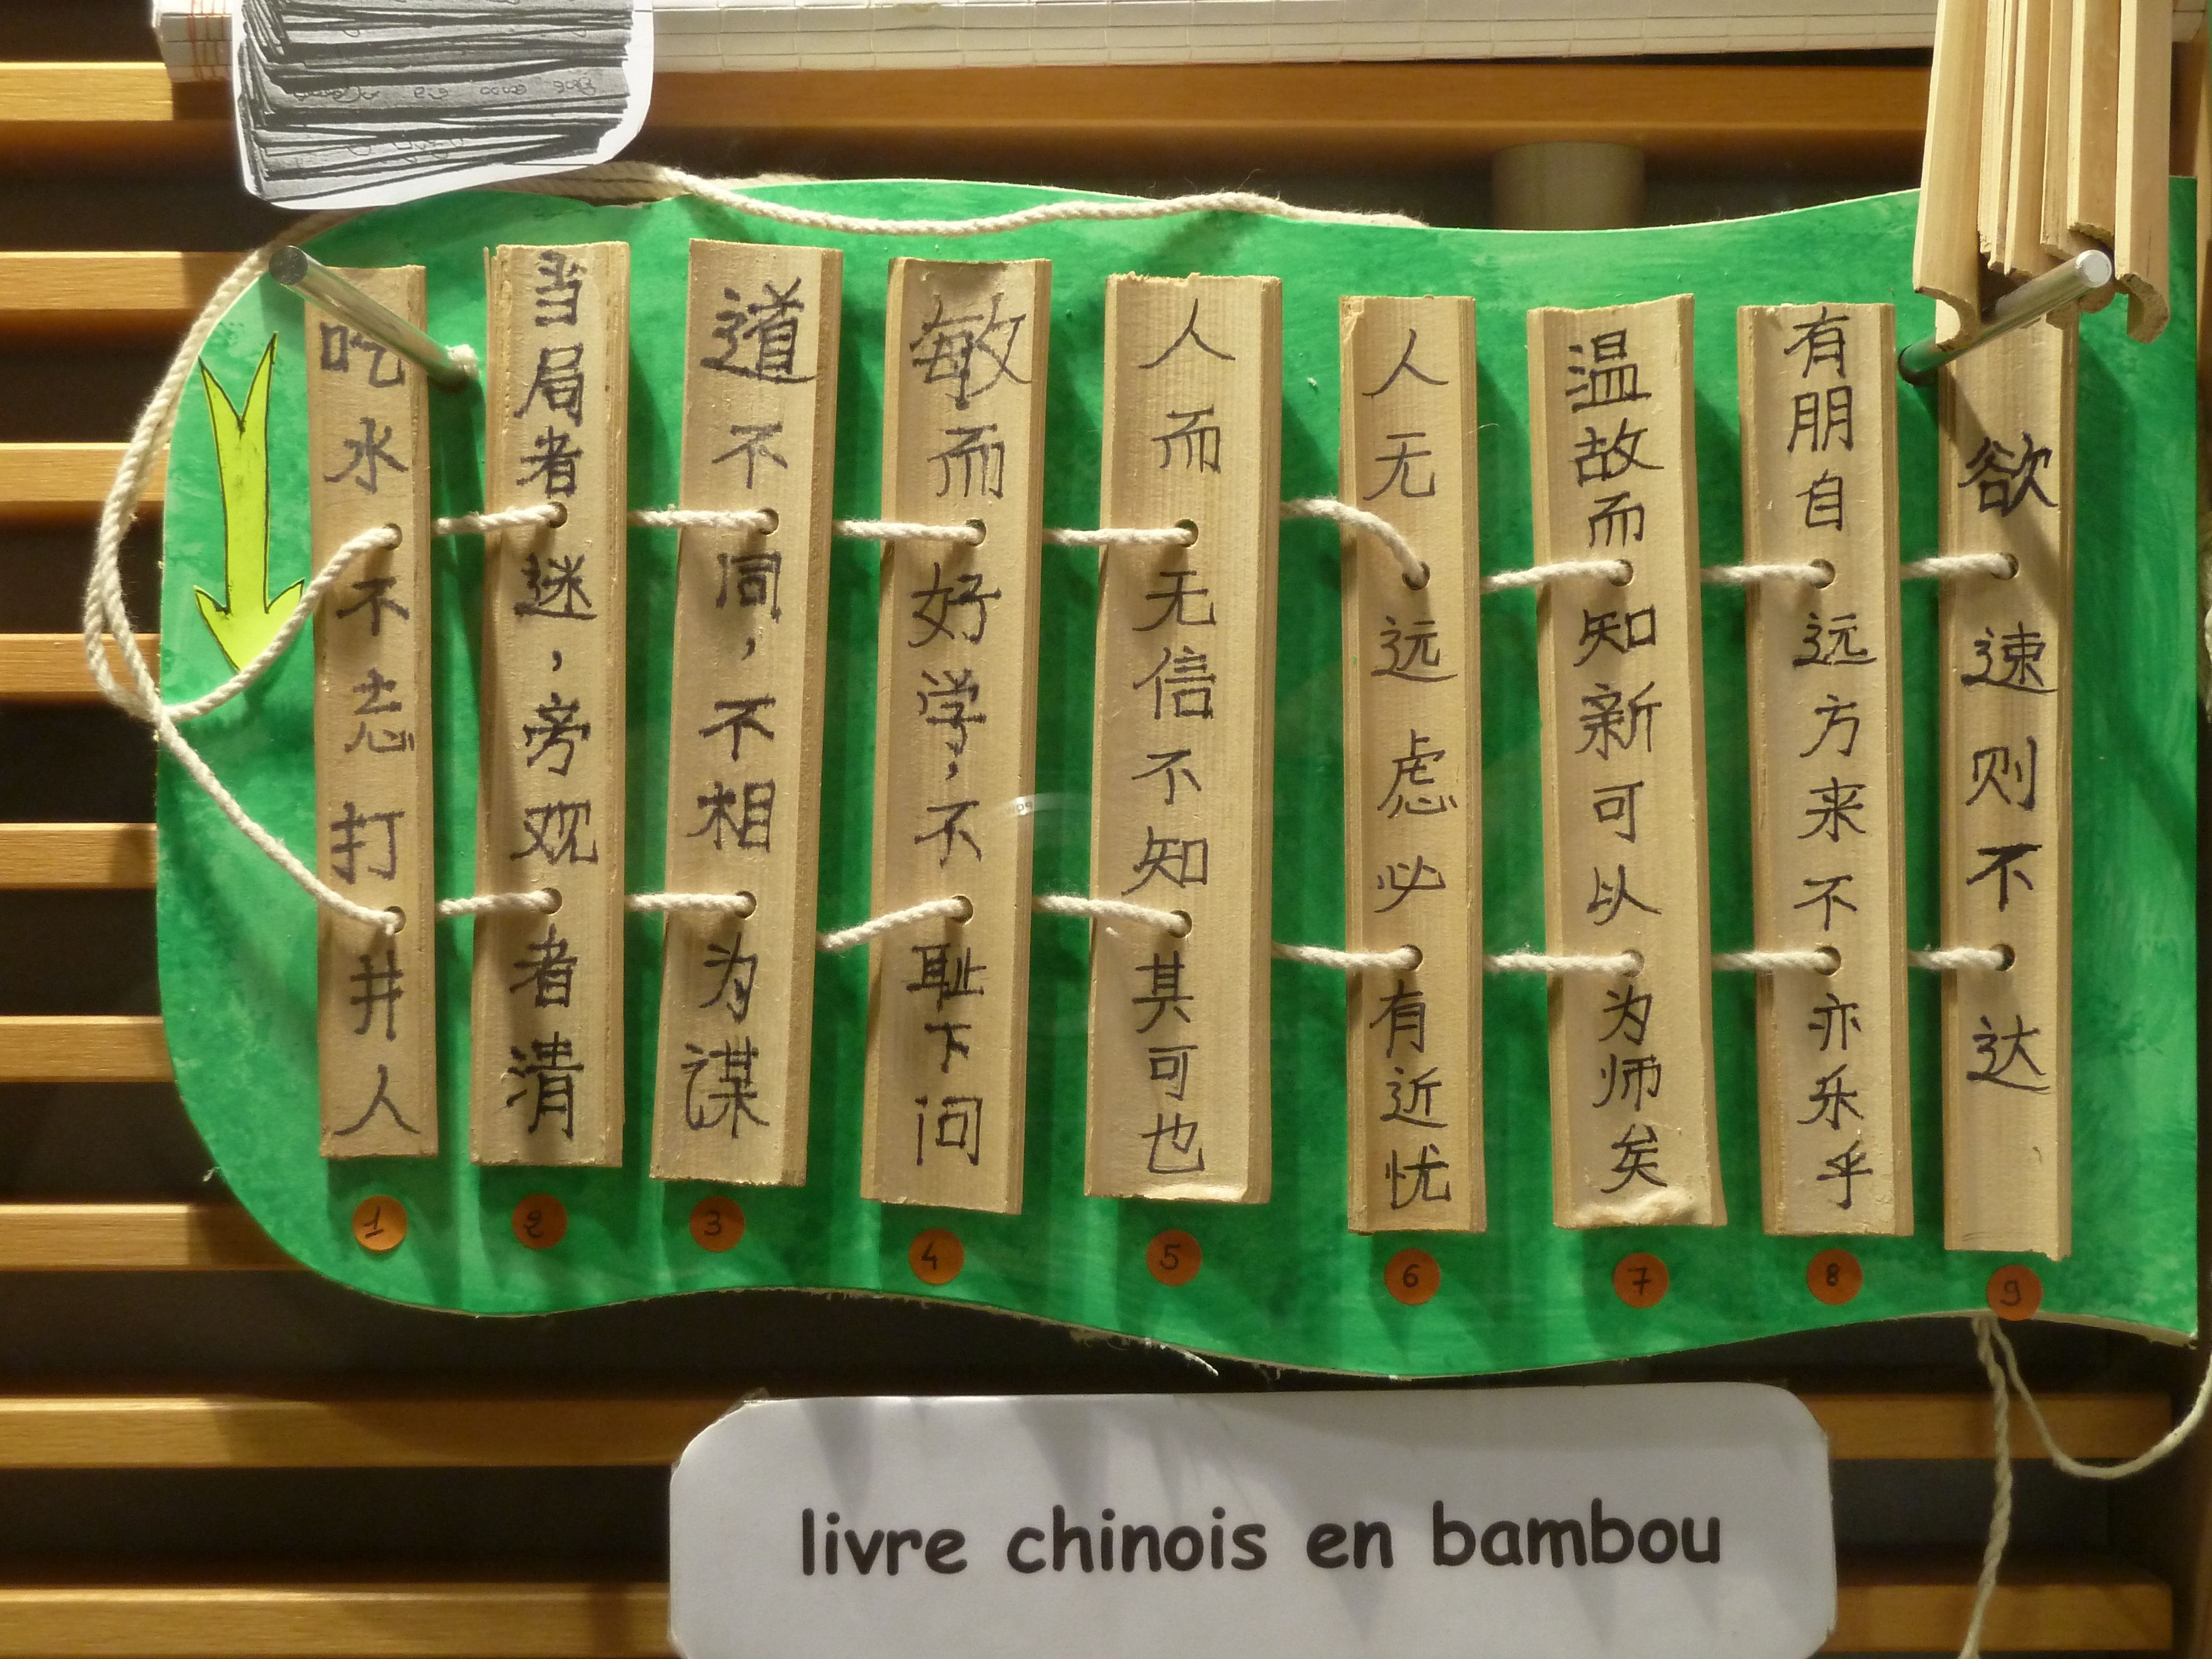 吃水不忘打井人
当局者迷，旁观者清
道不同，不相为谋
敏而好学，不耻下问
人而无信不知其可也
人无远虑必有近忧
温故而知新可以为师矣
有朋自远方来不亦乐乎
欲速则不达
1 2 3 4 5 6 7 8 9
livre chinois en bambou